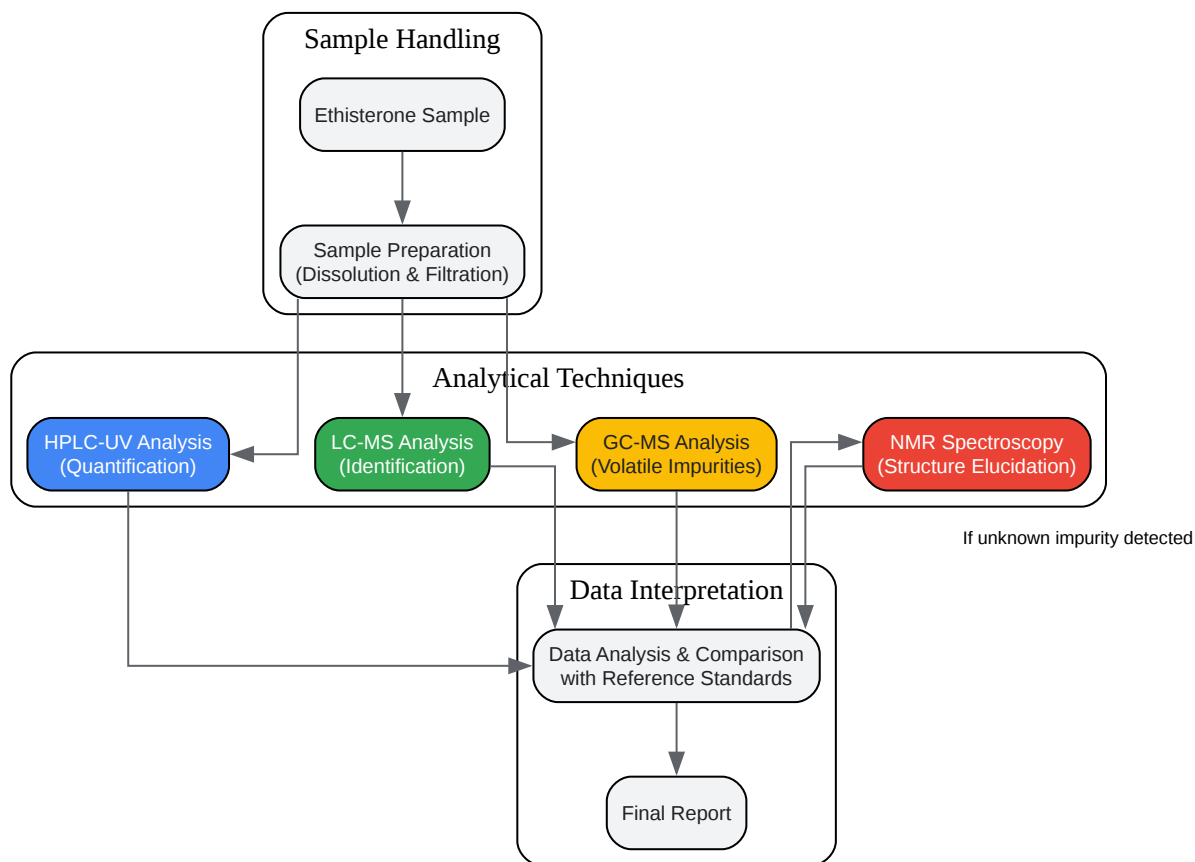 Sample Handling
Ethisterone Sample
Sample Preparation
(Dissolution & Filtration)
Analytical Techniques
HPLC-UV Analysis
(Quantification)
LC-MS Analysis
(Identification)
GC-MS Analysis
(Volatile Impurities)
NMR Spectroscopy
(Structure Elucidation)
If unknown impurity detected
Data Interpretation
Data Analysis & Comparison
with Reference Standards
Final Report